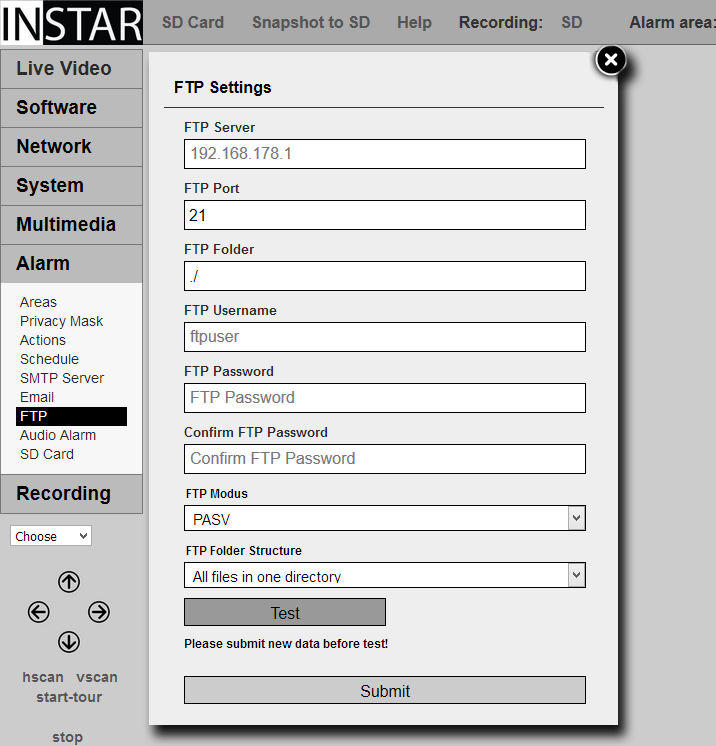 INSTAR
SD Card Snapshot to SD Help Recording: SD Alarm area:
Live Video
Software
Network
System
Multimedia
Alarm
Areas
Privacy Mask
Actions
Schedule
SMTP Server
Email
FTP
Audio Alarm
SD Card
Recording
Choose
hscan vscan
start-tour
stop
FTP Settings
FTP Server
192.168.178.1
FTP Port
21
FTP Folder
./
FTP Username
ftpuser
FTP Password
FTP Password
Confirm FTP Password
Confirm FTP Password
FTP Modus
PASV
FTP Folder Structure
All files in one directory
Test
Please submit new data before test!
Submit